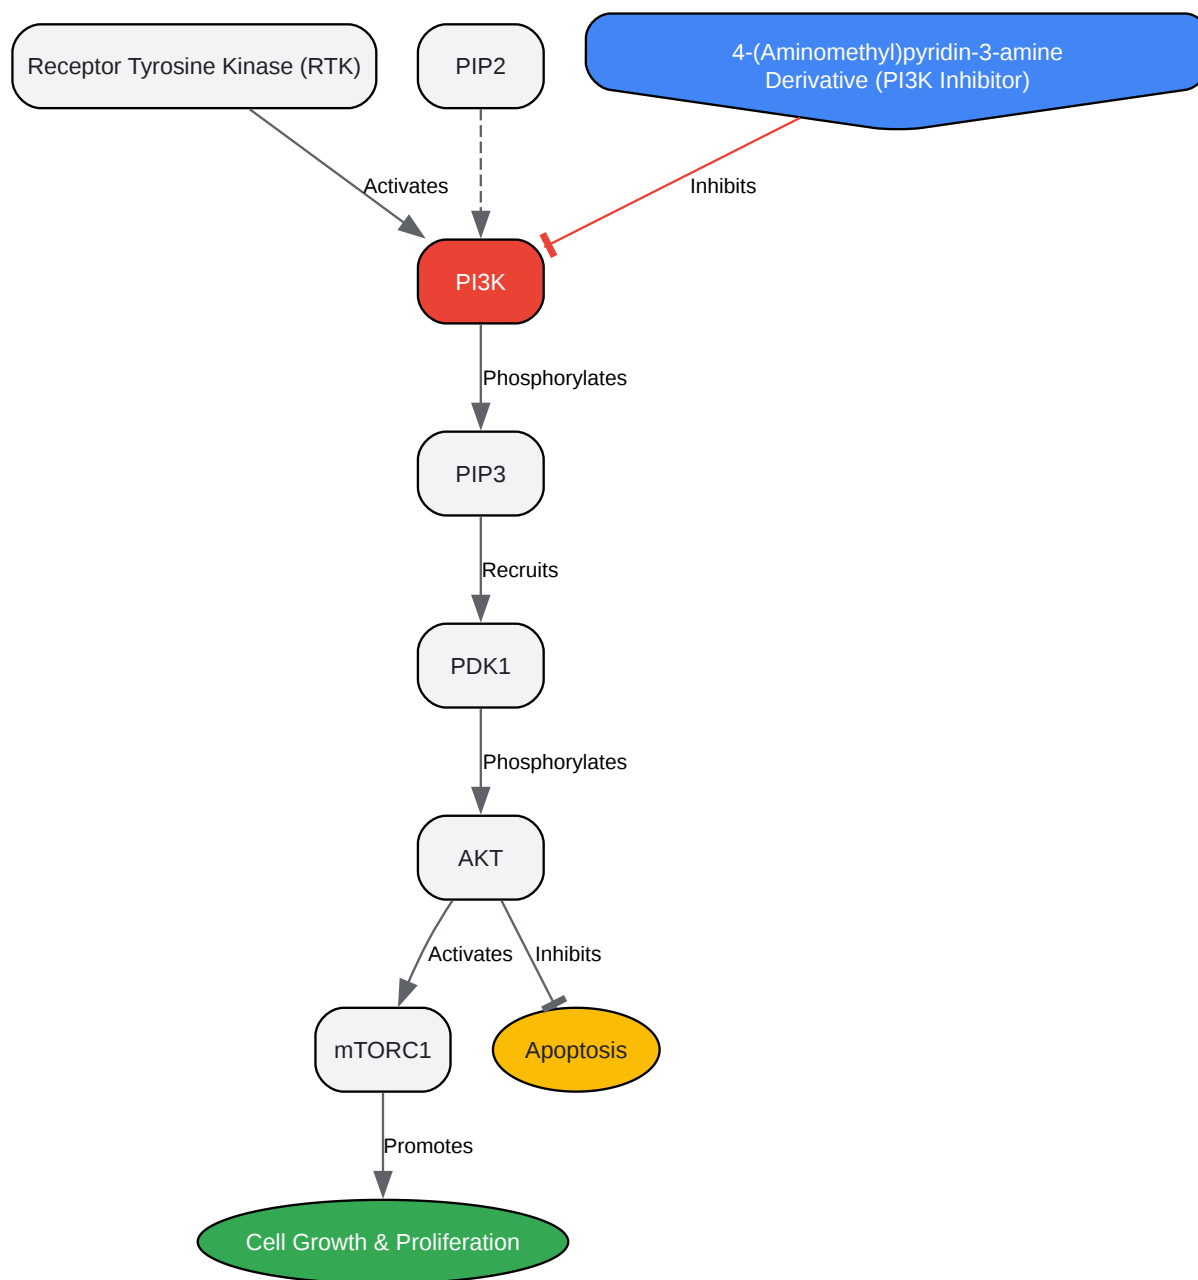 Receptor Tyrosine Kinase (RTK)
PIP2
4-(Aminomethyl)pyridin-3-amine
Derivative (PI3K Inhibitor)
Activates
Inhibits
PI3K
Phosphorylates
PIP3
Recruits
PDK1
Phosphorylates
AKT
Activates
Inhibits
mTORC1
Apoptosis
Promotes
Cell Growth & Proliferation